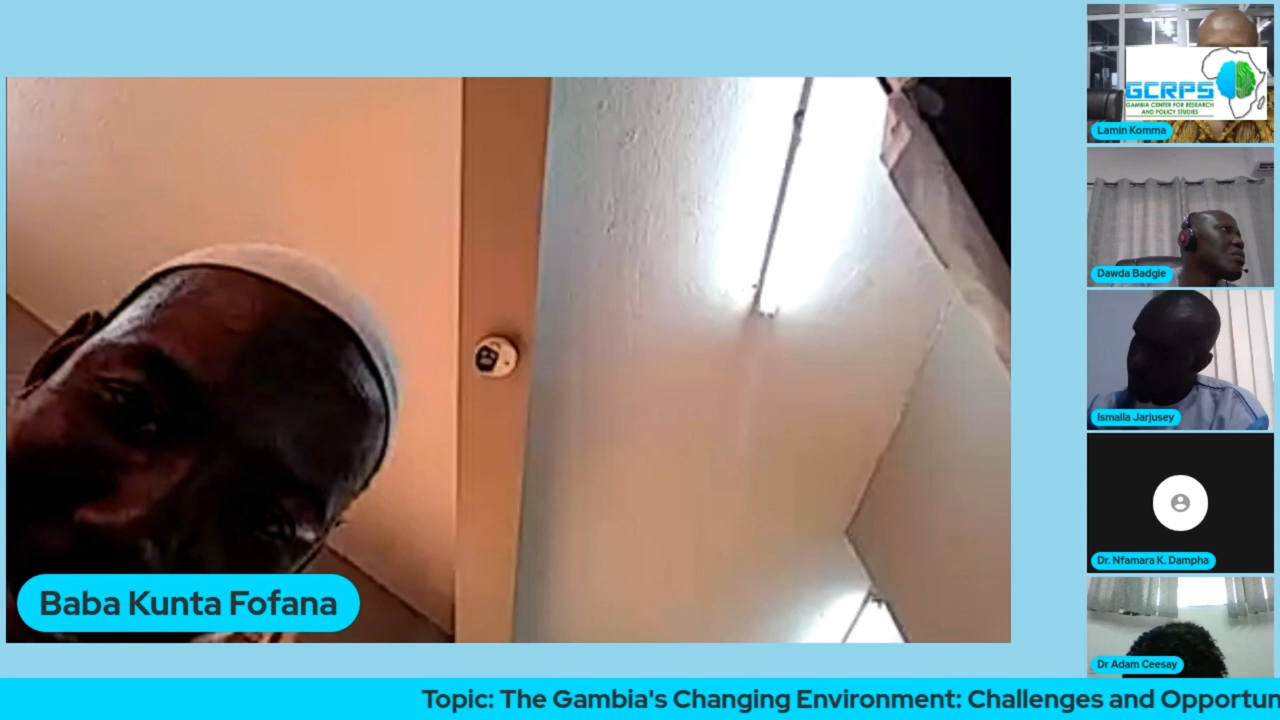 GCRPS
GAMBIA CENTER FOR RESEARCH
AND POLICY STUDIES
Lamin Komma
Dawda Badgie
Ismaila Jarjusey
Dr. Nfamara K. Dampha
Dr Adam Ceesay
Baba Kunta Fofana
Topic: The Gambia's Changing Environment: Challenges and Opportun